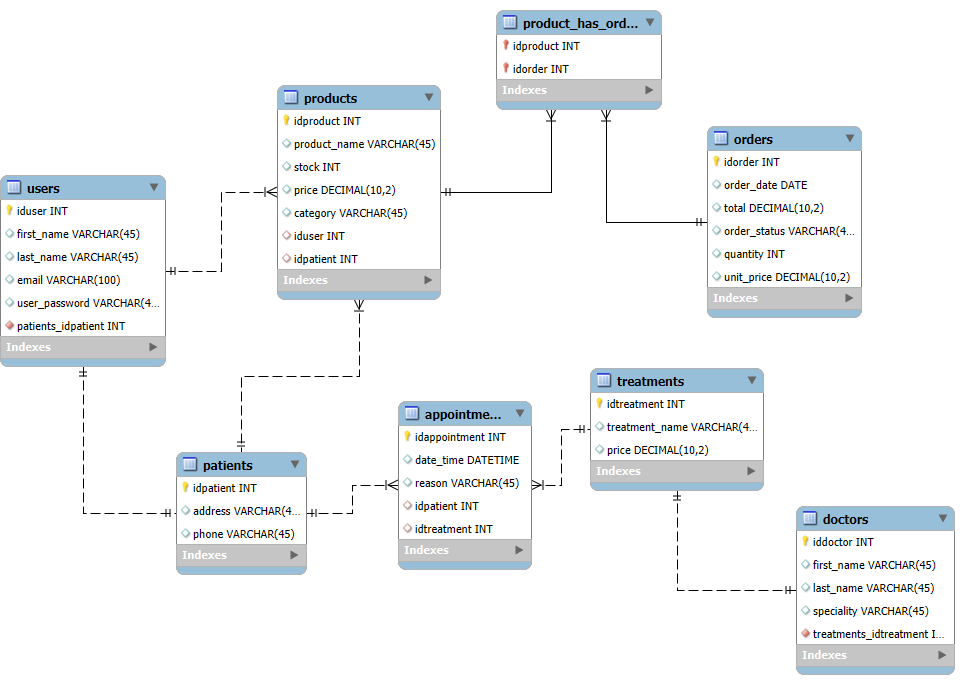 product_has_ord...
idproduct INT
idorder INT
Indexes
products
idproduct INT
product_name VARCHAR(45)
stock INT
price DECIMAL(10,2)
category VARCHAR(45)
iduser INT
idpatient INT
Indexes
orders
idorder INT
order_date DATE
total DECIMAL(10,2)
order_status VARCHAR(4...
quantity INT
unit_price DECIMAL(10,2)
Indexes
users
iduser INT
first_name VARCHAR(45)
last_name VARCHAR(45)
email VARCHAR(100)
user_password VARCHAR(4...
patients_idpatient INT
Indexes
treatments
idtreatment INT
treatment_name VARCHAR(4...
price DECIMAL(10,2)
Indexes
appointme...
idappointment INT
date_time DATETIME
reason VARCHAR(45)
idpatient INT
idtreatment INT
Indexes
patients
idpatient INT
address VARCHAR(4...
phone VARCHAR(45)
Indexes
doctors
iddoctor INT
first_name VARCHAR(45)
last_name VARCHAR(45)
speciality VARCHAR(45)
treatments_idtreatment I...
Indexes